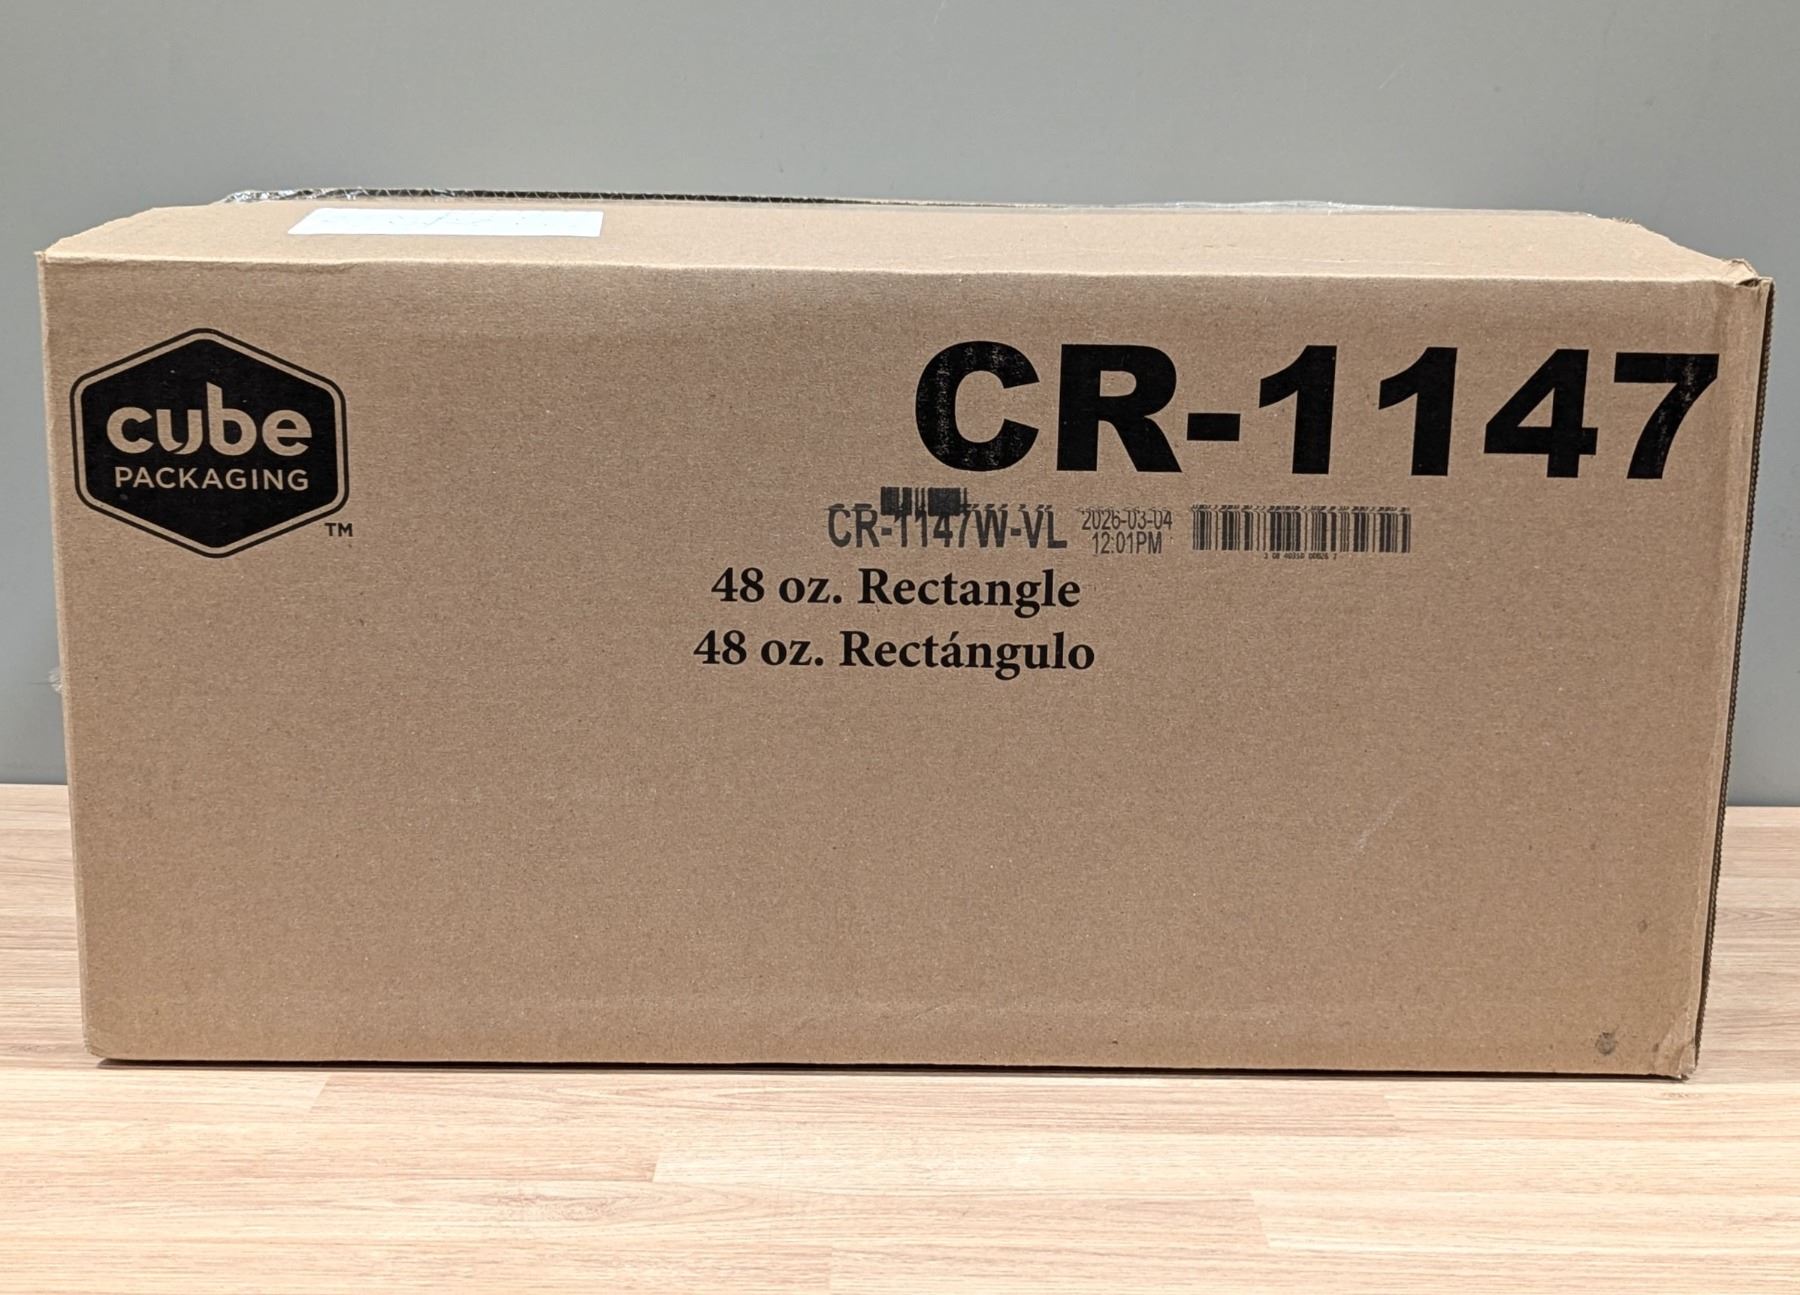 cube
PACKAGING
TM
CR-1147
CR-1147W-VL
2026-03-04
12:01PM
48 oz. Rectangle
48 oz. Rectángulo